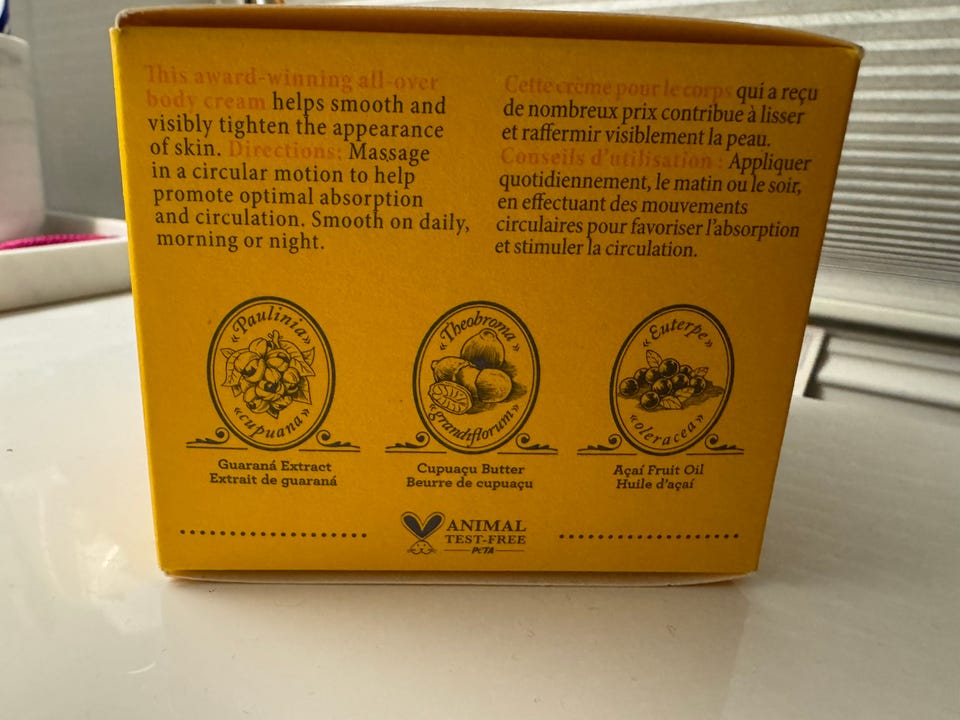 This award-winning all-over
body cream helps smooth and
visibly tighten the appearance
of skin. Directions: Massage
in a circular motion to help
promote optimal absorption
and circulation. Smooth on daily,
morning or night.
Cette crème pour le corps qui a reçu
de nombreux prix contribue à lisser
et raffermir visiblement la peau.
Conseils d'utilisation : Appliquer
quotidiennement, le matin ou le soir,
en effectuant des mouvements
circulaires pour favoriser l'absorption
et stimuler la circulation.
«Paulinia»
«cupuana»
Guaraná Extract
Extrait de guaraná
«Theobroma»
«grandiflorum»
Cupuaçu Butter
Beurre de cupuaçu
«Euterpe»
«oleracea»
Açaí Fruit Oil
Huile d'açaí
ANIMAL
TEST-FREE
PETA